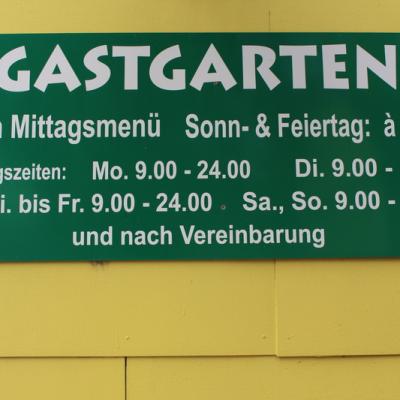 GASTGARTEN
Mittagsmenü Sonn- & Feiertag: à
gszeiten: Mo. 9.00 - 24.00 Di. 9.00 -
i. bis Fr. 9.00 - 24.00 Sa., So. 9.00 -
und nach Vereinbarung